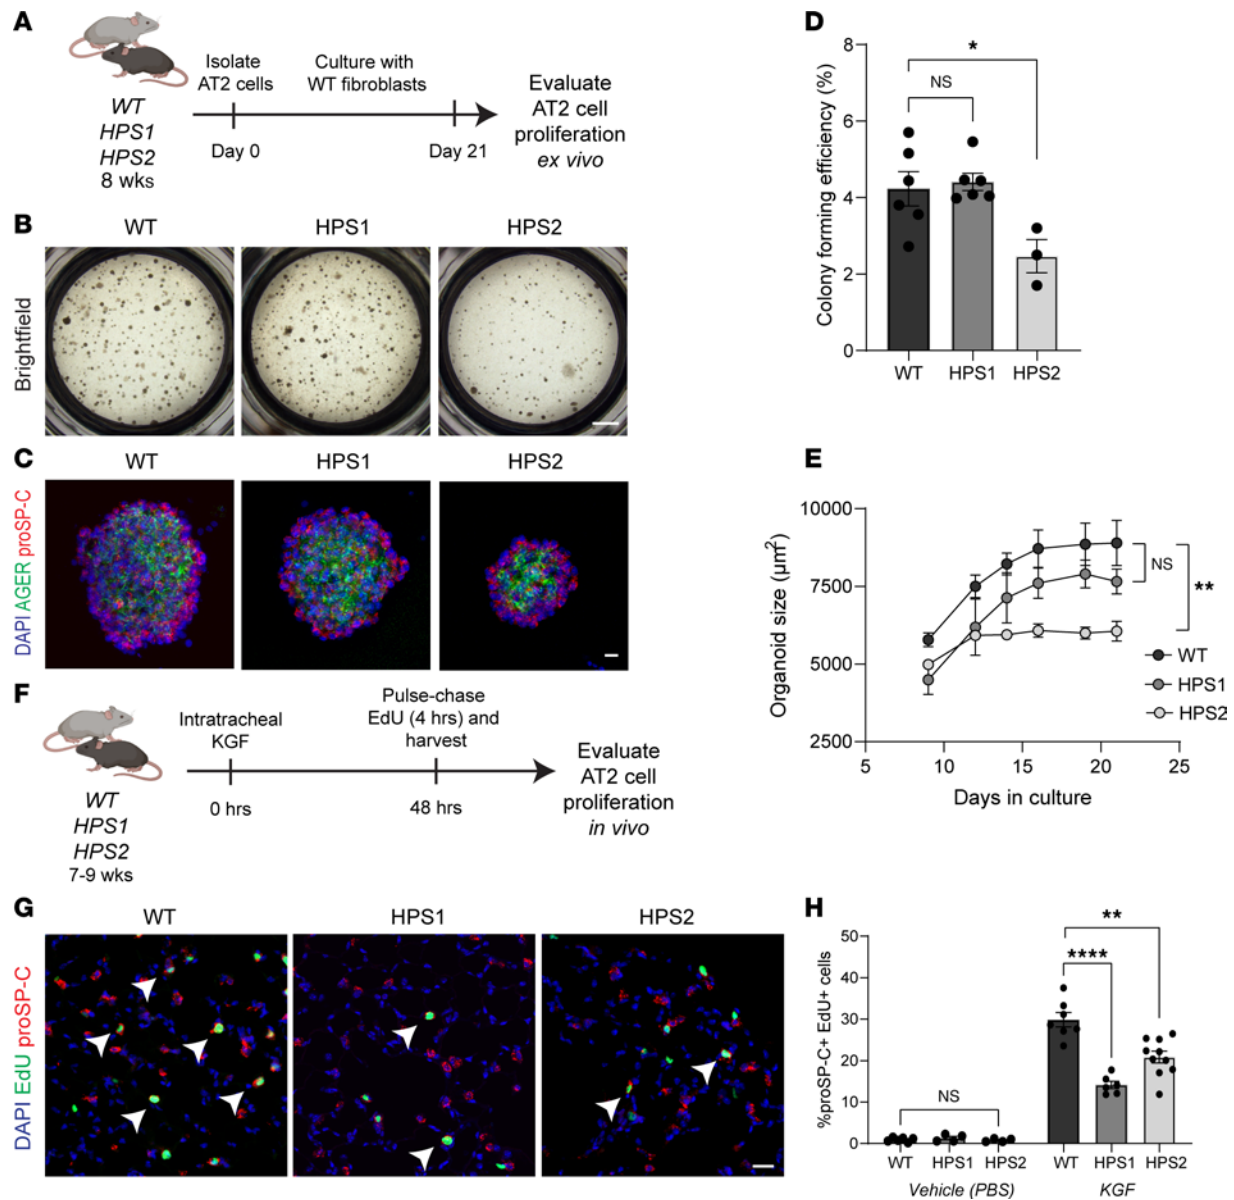 A
WT
HPS1
HPS2
8 wks
Isolate
AT2 cells
Culture with
WT fibroblasts
Day 0
Day 21
Evaluate
AT2 cell
proliferation
ex vivo
B
WT
HPS1
HPS2
Brightfield
C
WT
HPS1
HPS2
DAPI AGER proSP-C
D
Colony forming efficiency (%)
8
6
4
2
0
*
NS
WT
HPS1
HPS2
E
Organoid size (µm²)
10000
7500
5000
2500
5
10
15
20
25
Days in culture
NS
**
WT
HPS1
HPS2
F
WT
HPS1
HPS2
7-9 wks
Intratracheal
KGF
Pulse-chase
EdU (4 hrs) and
harvest
0 hrs
48 hrs
Evaluate
AT2 cell
proliferation
in vivo
G
WT
HPS1
HPS2
DAPI EdU proSP-C
H
%proSP-C+ EdU+ cells
50
40
30
20
10
0
NS
****
**
WT
HPS1
HPS2
WT
HPS1
HPS2
Vehicle (PBS)
KGF